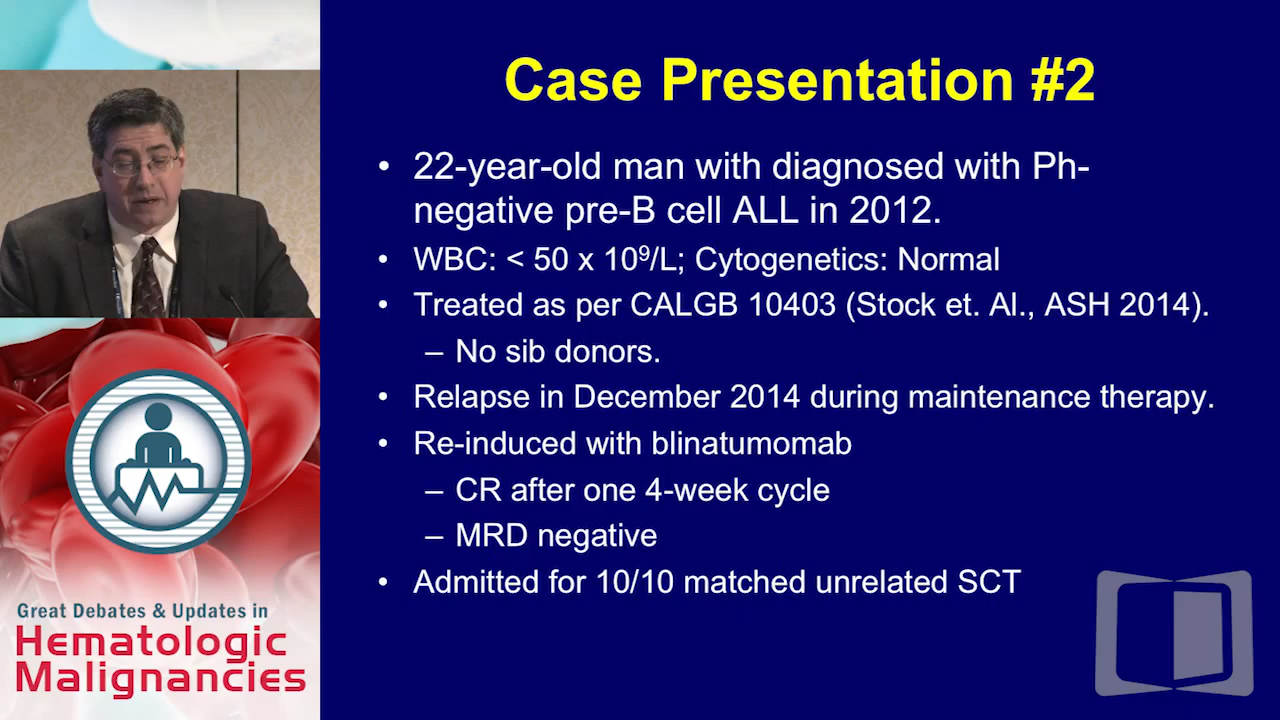 Case Presentation #2
• 22-year-old man with diagnosed with Ph-
negative pre-B cell ALL in 2012.
• WBC: < 50 x 10⁹/L; Cytogenetics: Normal
• Treated as per CALGB 10403 (Stock et. Al., ASH 2014).
– No sib donors.
• Relapse in December 2014 during maintenance therapy.
• Re-induced with blinatumomab
– CR after one 4-week cycle
– MRD negative
• Admitted for 10/10 matched unrelated SCT
Great Debates & Updates in
Hematologic
Malignancies